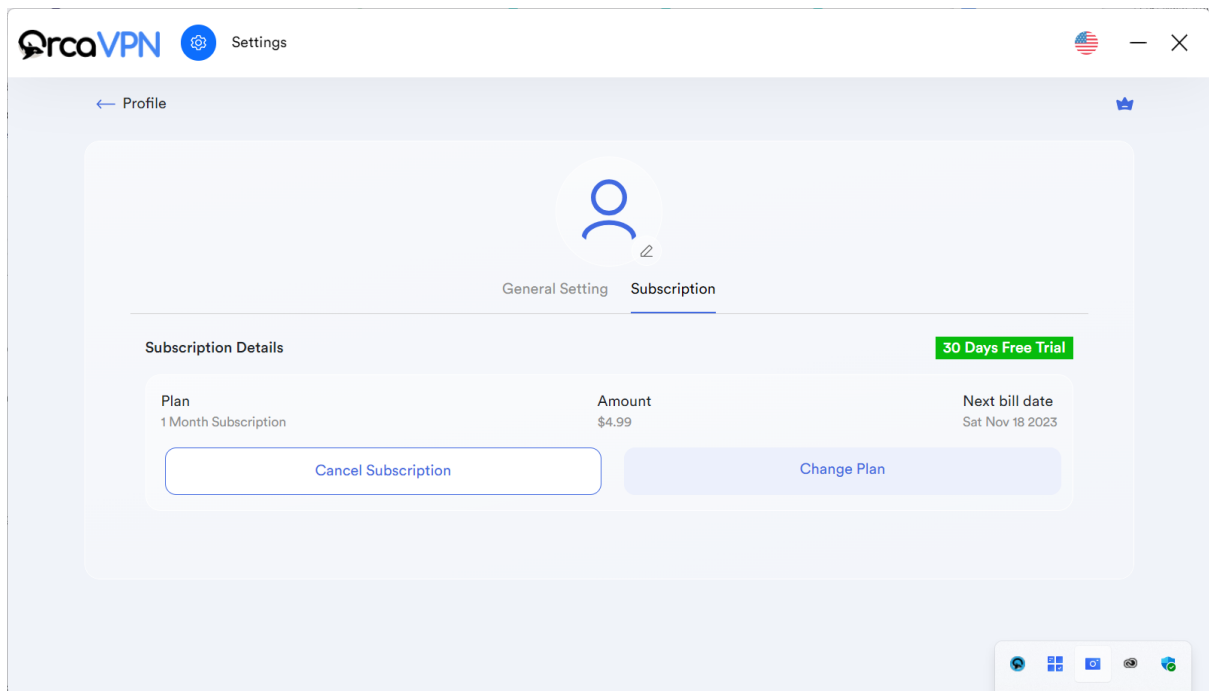 OrcaVPN Settings
Profile
General Setting Subscription
Subscription Details 30 Days Free Trial
Plan Amount Next bill date
1 Month Subscription $4.99 Sat Nov 18 2023
Cancel Subscription Change Plan